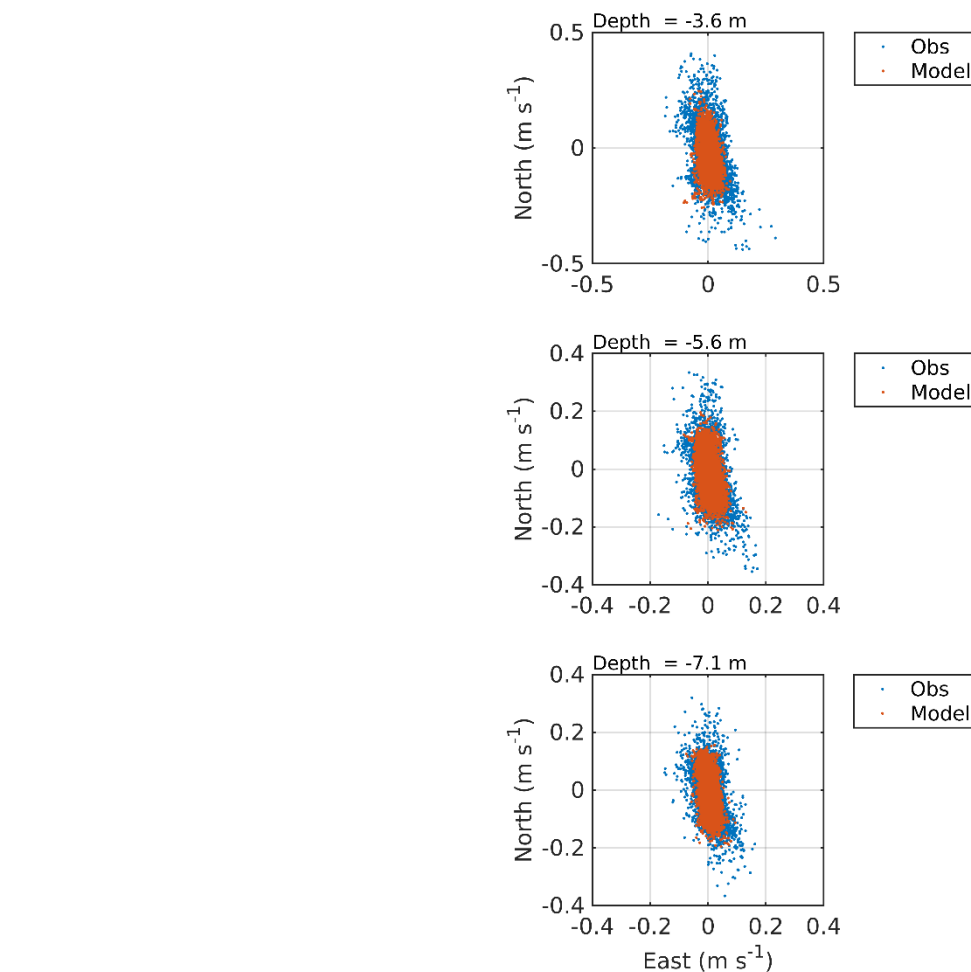 Depth = -3.6 m
0.5
0
-0.5
North (m s-1)
-0.5 0 0.5
Obs
Model
Depth = -5.6 m
0.4
0.2
0
-0.2
-0.4
North (m s-1)
-0.4 -0.2 0 0.2 0.4
Obs
Model
Depth = -7.1 m
0.4
0.2
0
-0.2
-0.4
North (m s-1)
-0.4 -0.2 0 0.2 0.4
East (m s-1)
Obs
Model